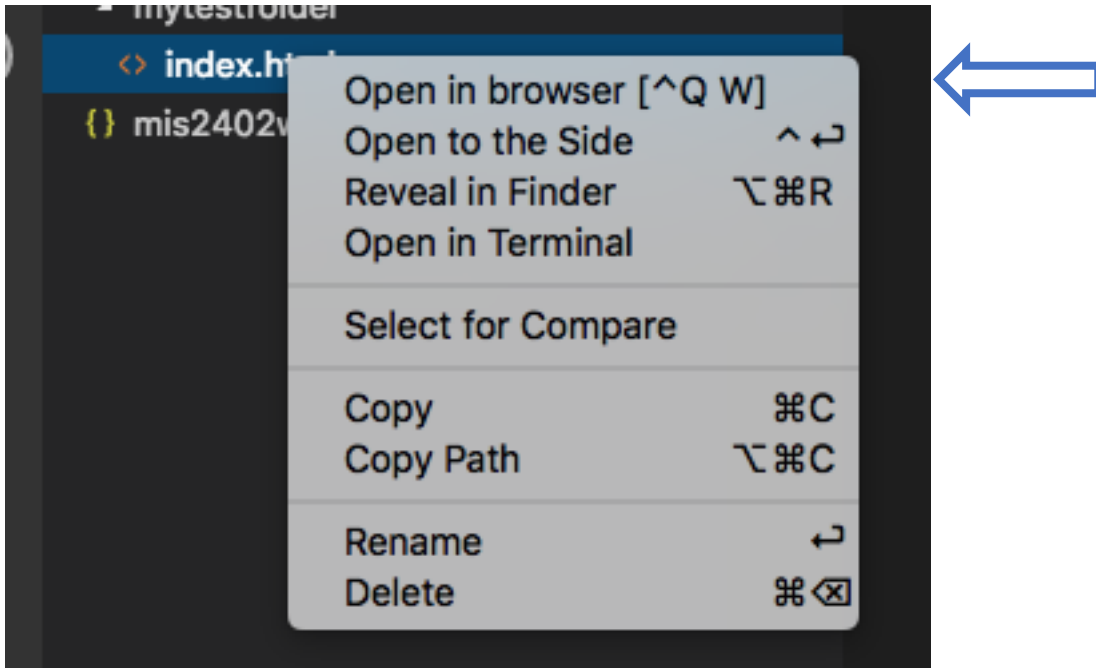 mytestfolder
<> index.html
{} mis2402w
Open in browser [^Q W]
Open to the Side ^⏎
Reveal in Finder ⌥⌘R
Open in Terminal
Select for Compare
Copy ⌘C
Copy Path ⌥⌘C
Rename ⏎
Delete ⌘⌫